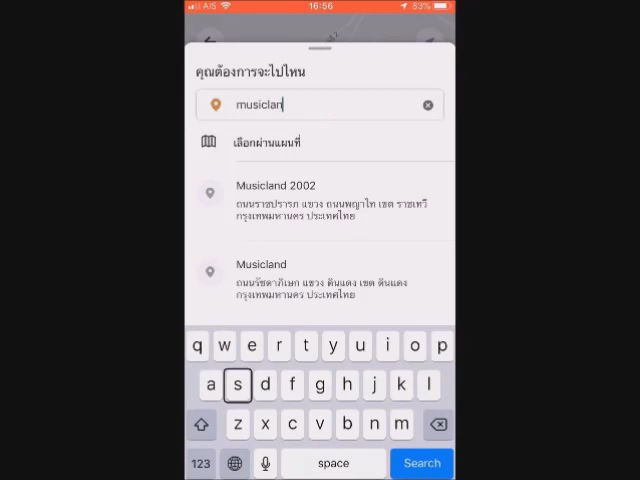 AIS 16:56 83%
คุณต้องการจะไปไหน
musiclan
เลือกผ่านแผนที่
Musicland 2002
ถนนราชปรารภ แขวง ถนนพญาไท เขต ราชเทวี
กรุงเทพมหานคร ประเทศไทย
Musicland
ถนนรัชดาภิเษก แขวง ดินแดง เขต ดินแดง
กรุงเทพมหานคร ประเทศไทย
q w e r t y u i o p
a s d f g h j k l
z x c v b n m
123 space Search